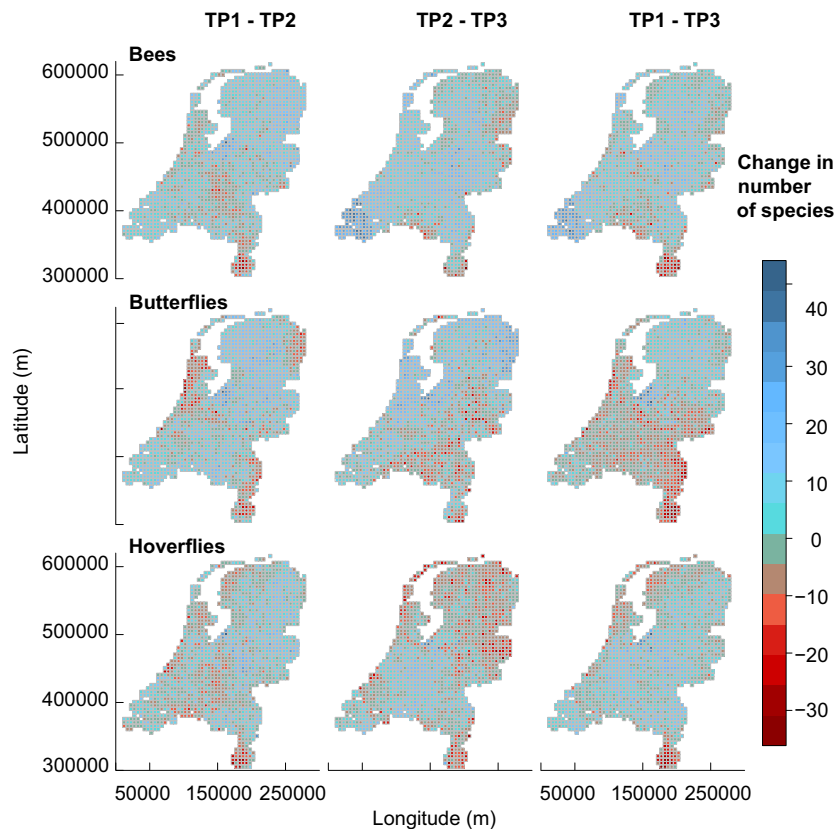 TP1 - TP2 TP2 - TP3 TP1 - TP3
Bees
600000
500000
400000
300000
Butterflies
Hoverflies
600000
500000
400000
300000
Latitude (m)
50000 150000 250000 50000 150000 250000
Longitude (m)
Change in
number
of species
40
30
20
10
0
−10
−20
−30